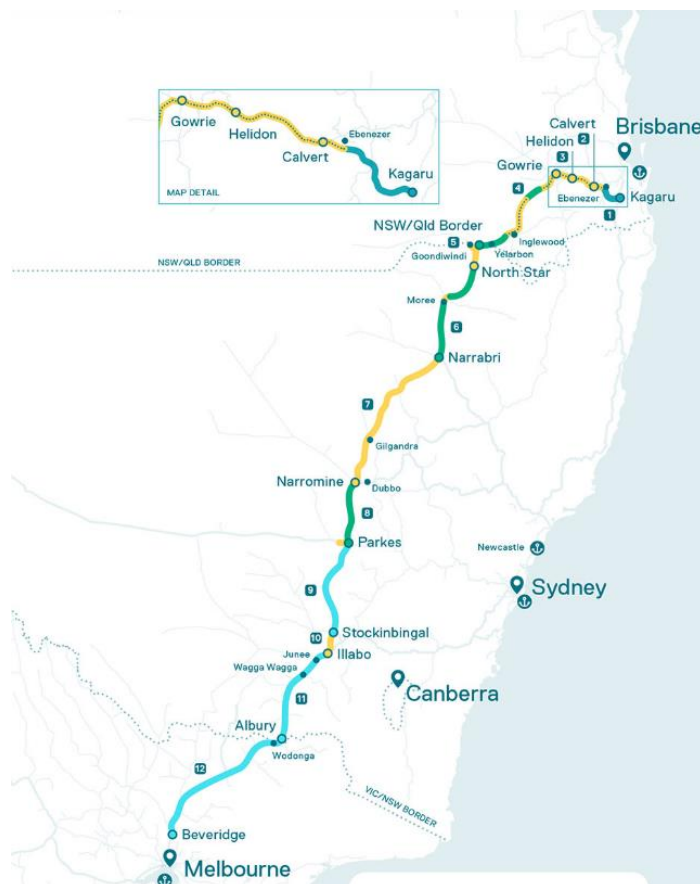 Gowrie
Helidon
Ebenezer
Calvert
Kagaru
MAP DETAIL
Calvert
2
Brisbane
Helidon
3
Gowrie
4
Ebenezer
Kagaru
1
NSW/Qld Border
5
Goondiwindi
Yelarbon
Inglewood
NSW/QLD BORDER
North Star
Moree
6
Narrabri
7
Gilgandra
Narromine
Dubbo
8
Parkes
Newcastle
9
Sydney
10
Stockinbingal
Junee
Illabo
Wagga Wagga
11
Canberra
Albury
Wodonga
12
VIC/NSW BORDER
Beveridge
Melbourne